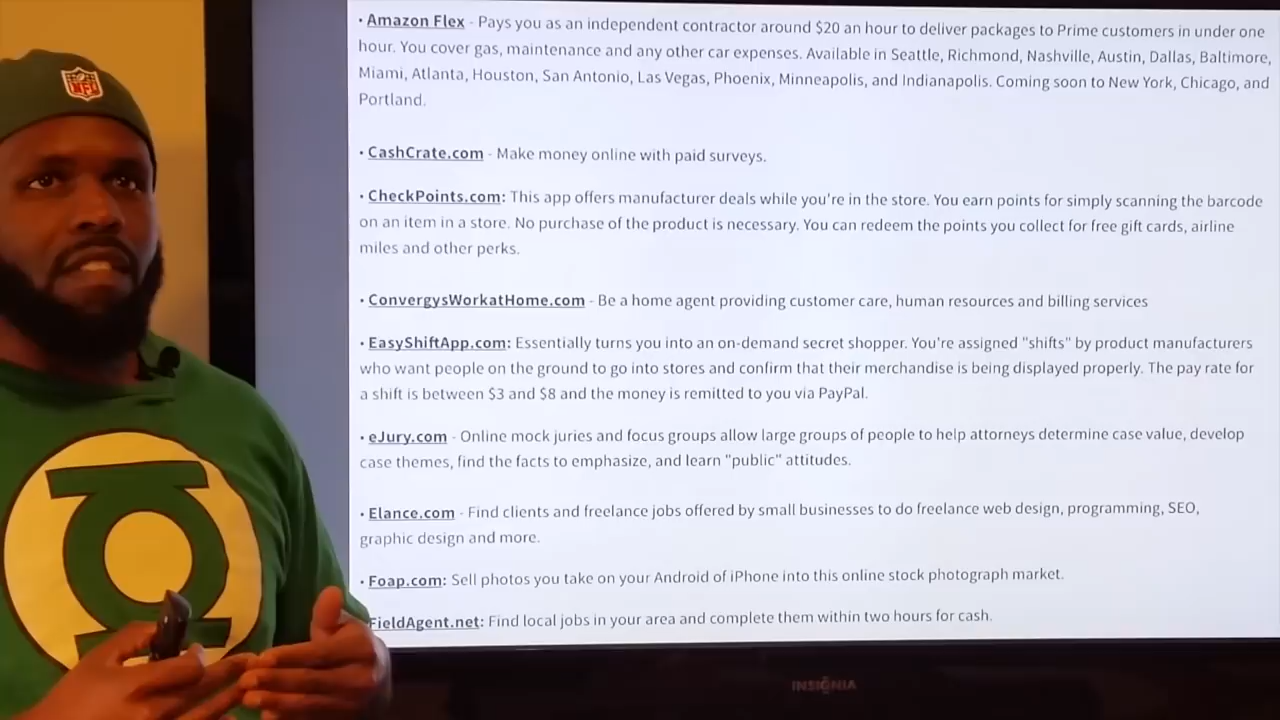 NFL
• Amazon Flex - Pays you as an independent contractor around $20 an hour to deliver packages to Prime customers in under one
hour. You cover gas, maintenance and any other car expenses. Available in Seattle, Richmond, Nashville, Austin, Dallas, Baltimore,
Miami, Atlanta, Houston, San Antonio, Las Vegas, Phoenix, Minneapolis, and Indianapolis. Coming soon to New York, Chicago, and
Portland.
• CashCrate.com - Make money online with paid surveys.
• CheckPoints.com: This app offers manufacturer deals while you're in the store. You earn points for simply scanning the barcode
on an item in a store. No purchase of the product is necessary. You can redeem the points you collect for free gift cards, airline
miles and other perks.
• ConvergysWorkatHome.com - Be a home agent providing customer care, human resources and billing services
• EasyShiftApp.com: Essentially turns you into an on-demand secret shopper. You're assigned "shifts" by product manufacturers
who want people on the ground to go into stores and confirm that their merchandise is being displayed properly. The pay rate for
a shift is between $3 and $8 and the money is remitted to you via PayPal.
• eJury.com - Online mock juries and focus groups allow large groups of people to help attorneys determine case value, develop
case themes, find the facts to emphasize, and learn "public" attitudes.
• Elance.com - Find clients and freelance jobs offered by small businesses to do freelance web design, programming, SEO,
graphic design and more.
• Foap.com: Sell photos you take on your Android of iPhone into this online stock photograph market.
FieldAgent.net: Find local jobs in your area and complete them within two hours for cash.
INSIGNIA